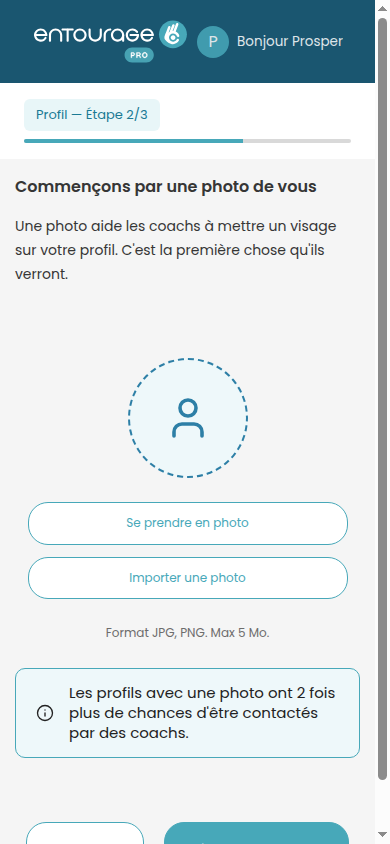 entourage
PRO
P
Bonjour Prosper
Profil — Étape 2/3
Commençons par une photo de vous
Une photo aide les coachs à mettre un visage
sur votre profil. C'est la première chose qu'ils
verront.
Se prendre en photo
Importer une photo
Format JPG, PNG. Max 5 Mo.
Les profils avec une photo ont 2 fois
plus de chances d'être contactés
par des coachs.